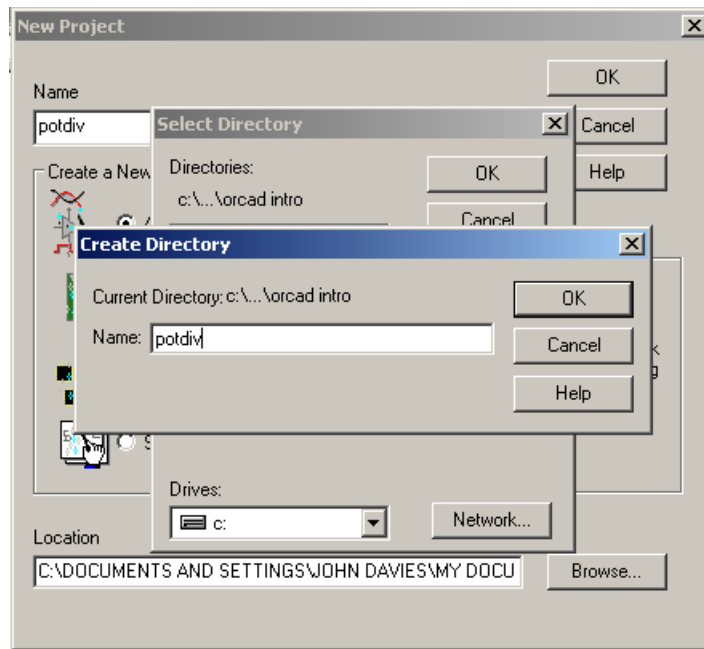 New Project
OK
Name
potdiv
Select Directory
Cancel
Create a New
Directories:
OK
Help
c:\...\orcad intro
Cancel
Create Directory
Current Directory: c:\...\orcad intro
OK
Name: potdiv
Cancel
Help
Drives:
c:
Network...
Location
C:\DOCUMENTS AND SETTINGS\JOHN DAVIES\MY DOCU
Browse...